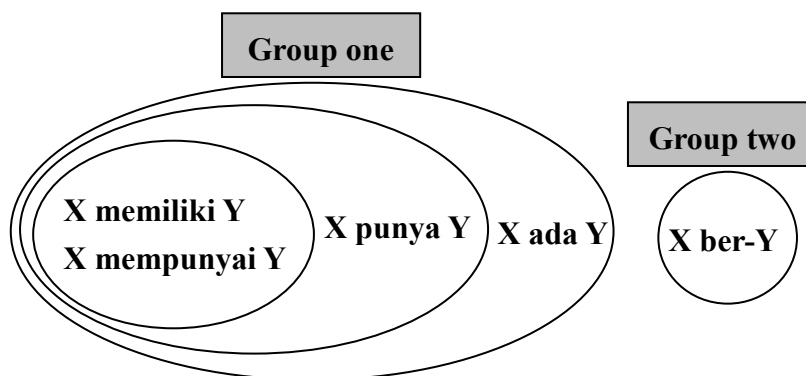 Group one
Group two
X memiliki Y
X mempunyai Y
X punya Y
X ada Y
X ber-Y